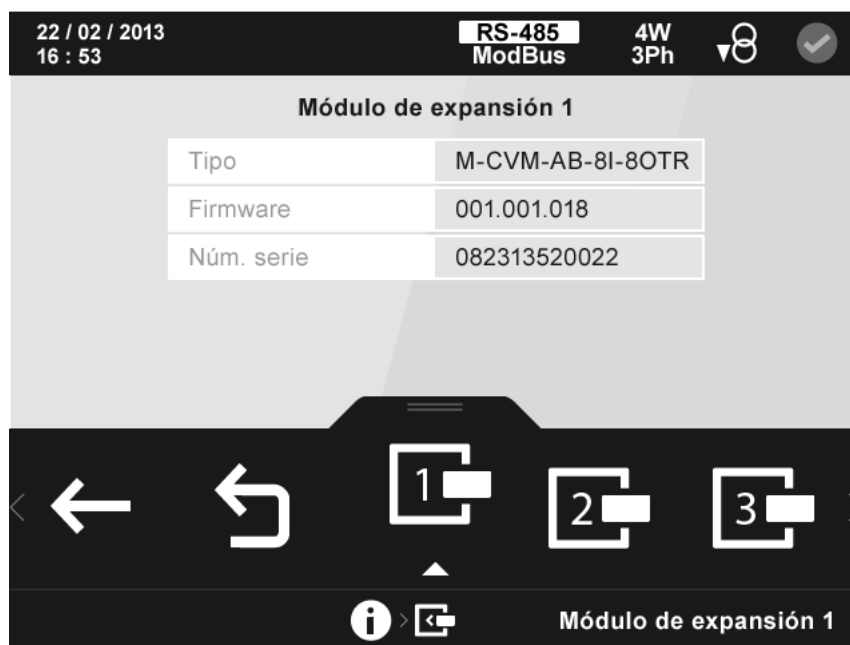 22 / 02 / 2013
16 : 53
RS-485
ModBus
4W
3Ph
Módulo de expansión 1
Tipo M-CVM-AB-8I-8OTR
Firmware 001.001.018
Núm. serie 082313520022
1
2
3
i
Módulo de expansión 1